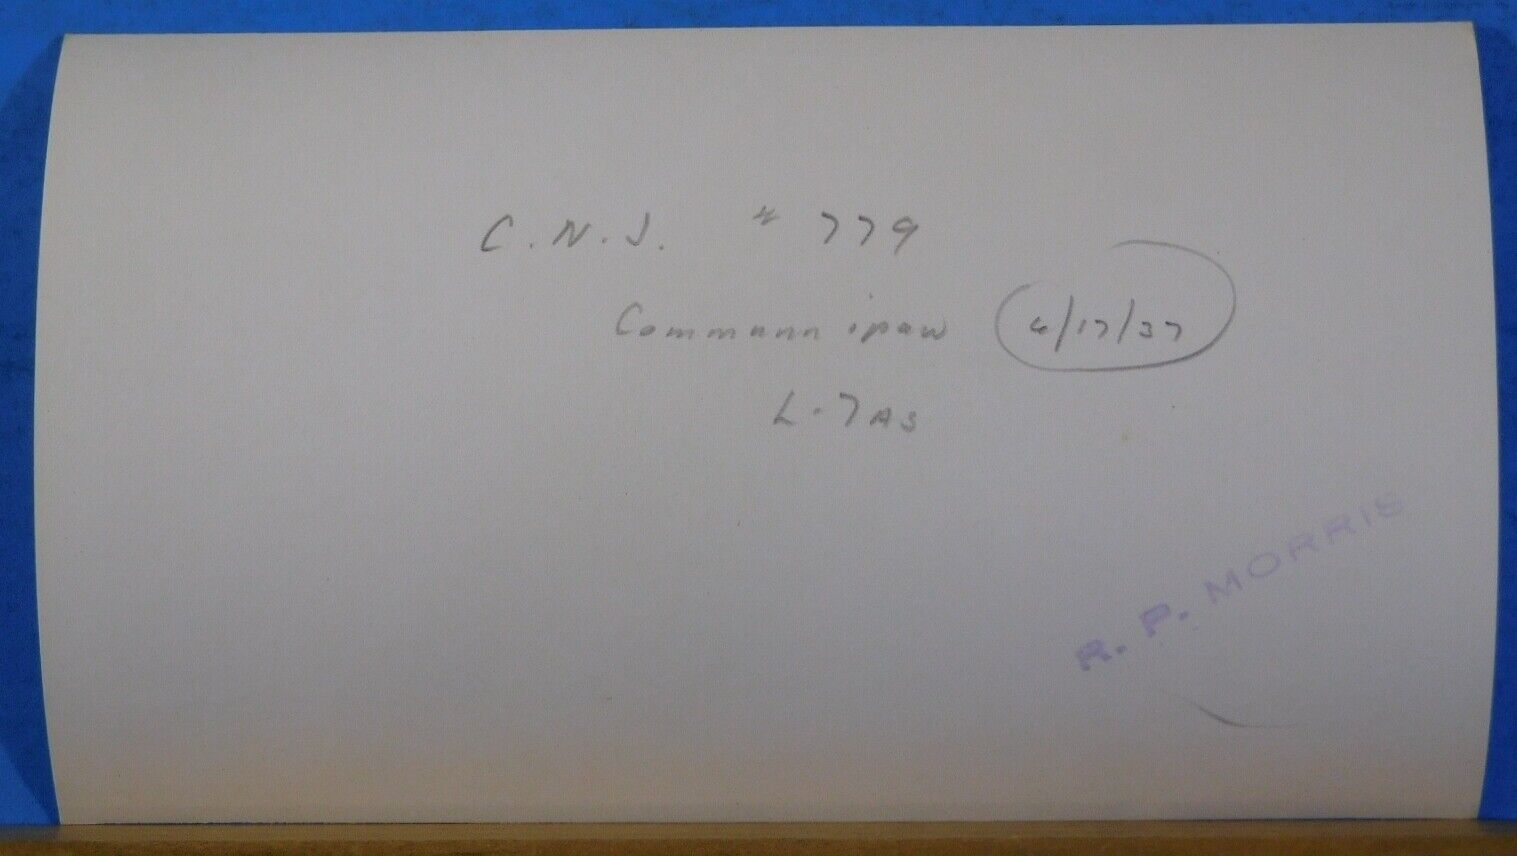 C.N.J. # 779
Communipaw 4/17/37
L-7AS
R. P. MORRIS